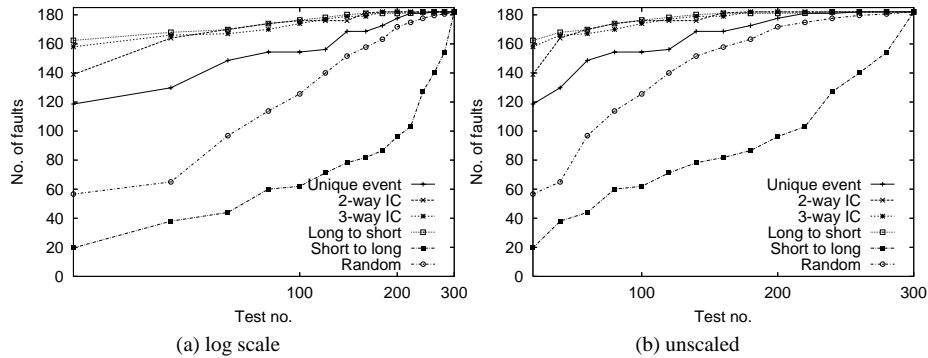 No. of faults
180
160
140
120
100
80
60
40
20
0
Unique event
2-way IC
3-way IC
Long to short
Short to long
Random
100
200
300
Test no.
(a) log scale
No. of faults
180
160
140
120
100
80
60
40
20
0
Unique event
2-way IC
3-way IC
Long to short
Short to long
Random
100
200
300
Test no.
(b) unscaled